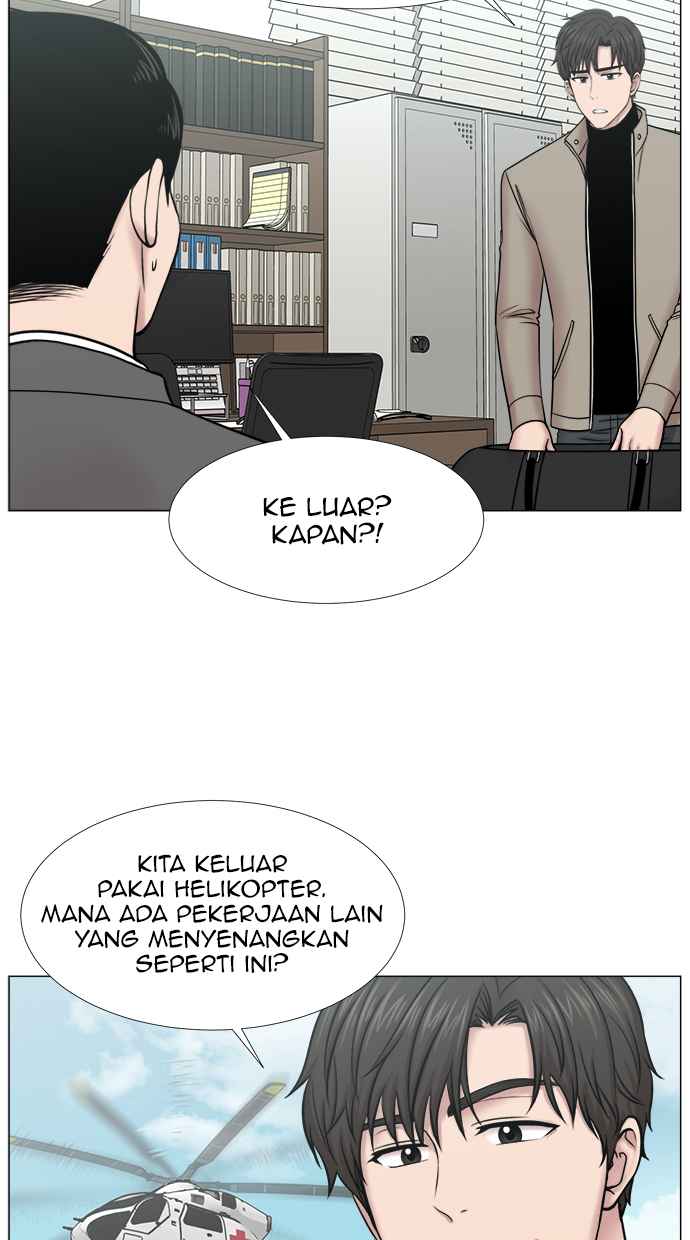 KE LUAR?
KAPAN?!
KITA KELUAR
PAKAI HELIKOPTER.
MANA ADA PEKERJAAN LAIN
YANG MENYENANGKAN
SEPERTI INI?